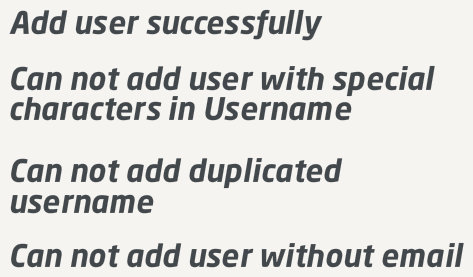 Add user successfully
Can not add user with special
characters in Username
Can not add duplicated
username
Can not add user without email